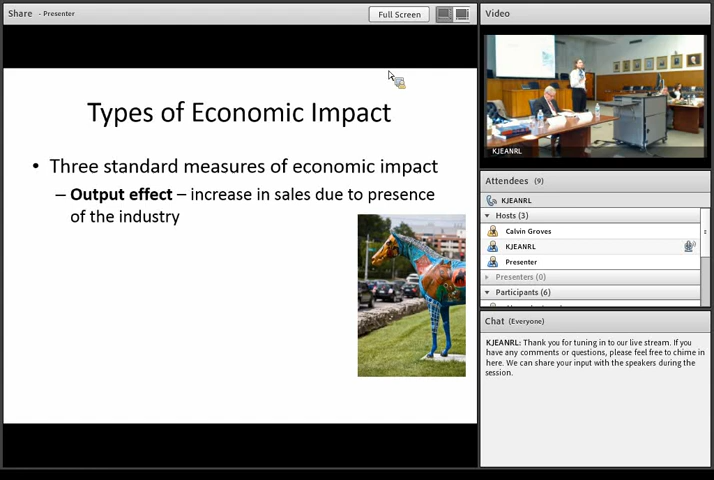 Share - Presenter
Full Screen
Types of Economic Impact
• Three standard measures of economic impact
– Output effect – increase in sales due to presence
of the industry
Video
KJEANRL
Attendees (9)
KJEANRL
Hosts (3)
Calvin Groves
KJEANRL
Presenter
Presenters (0)
Participants (6)
Chat (Everyone)
KJEANRL: Thank you for tuning in to our live stream. If you
have any comments or questions, please feel free to chime in
here. We can share your input with the speakers during the
session.